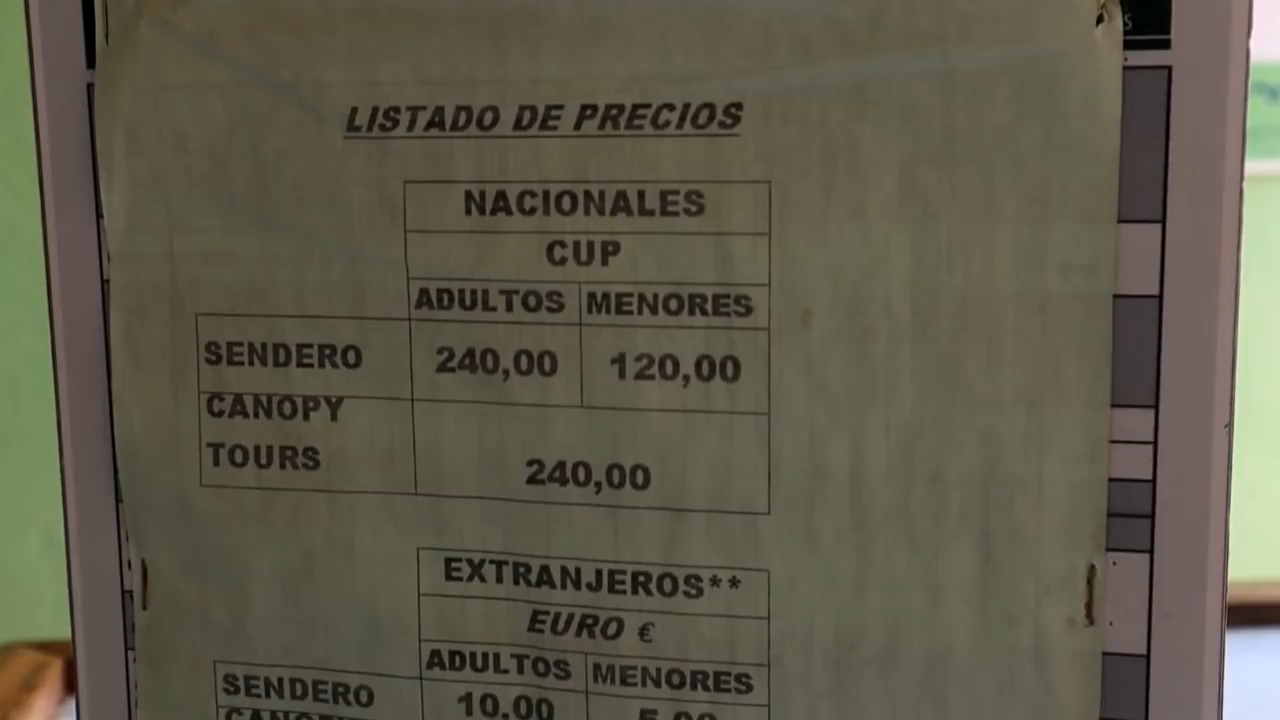 LISTADO DE PRECIOS
NACIONALES
CUP
ADULTOS MENORES
SENDERO 240,00 120,00
CANOPY
TOURS 240,00
EXTRANJEROS**
EURO €
ADULTOS MENORES
SENDERO 10.00